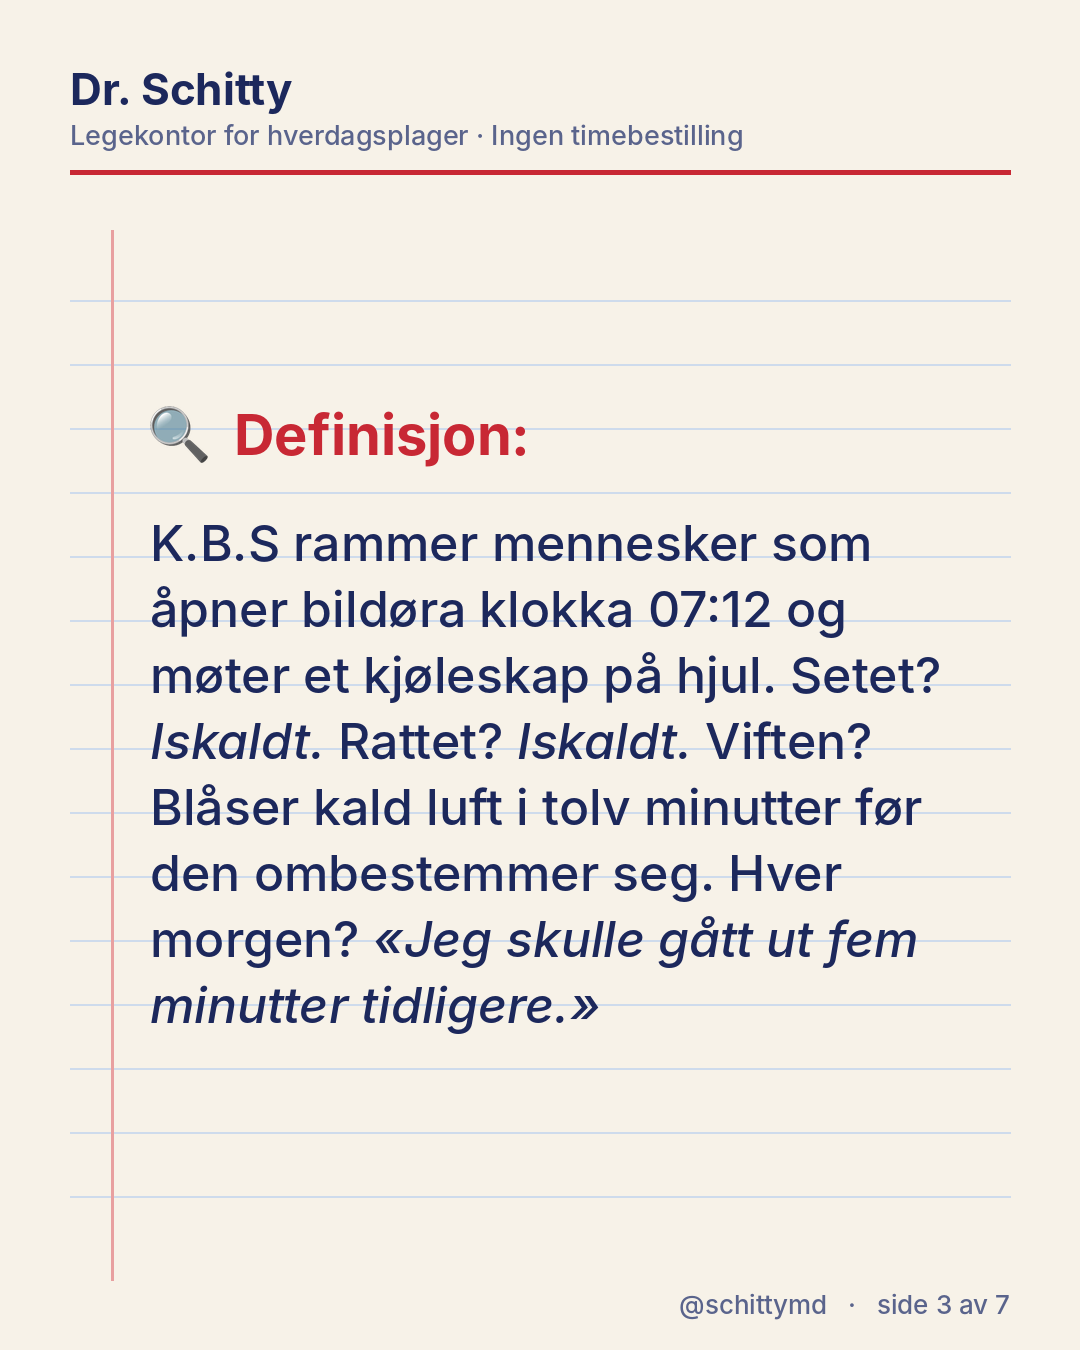 Dr. Schitty
Legekontor for hverdagsplager · Ingen timebestilling
🔍 Definisjon:
K.B.S rammer mennesker som
åpner bildøra klokka 07:12 og
møter et kjøleskap på hjul. Setet?
Iskaldt. Rattet? Iskaldt. Viften?
Blåser kald luft i tolv minutter før
den ombestemmer seg. Hver
morgen? «Jeg skulle gått ut fem
minutter tidligere.»
@schittymd · side 3 av 7